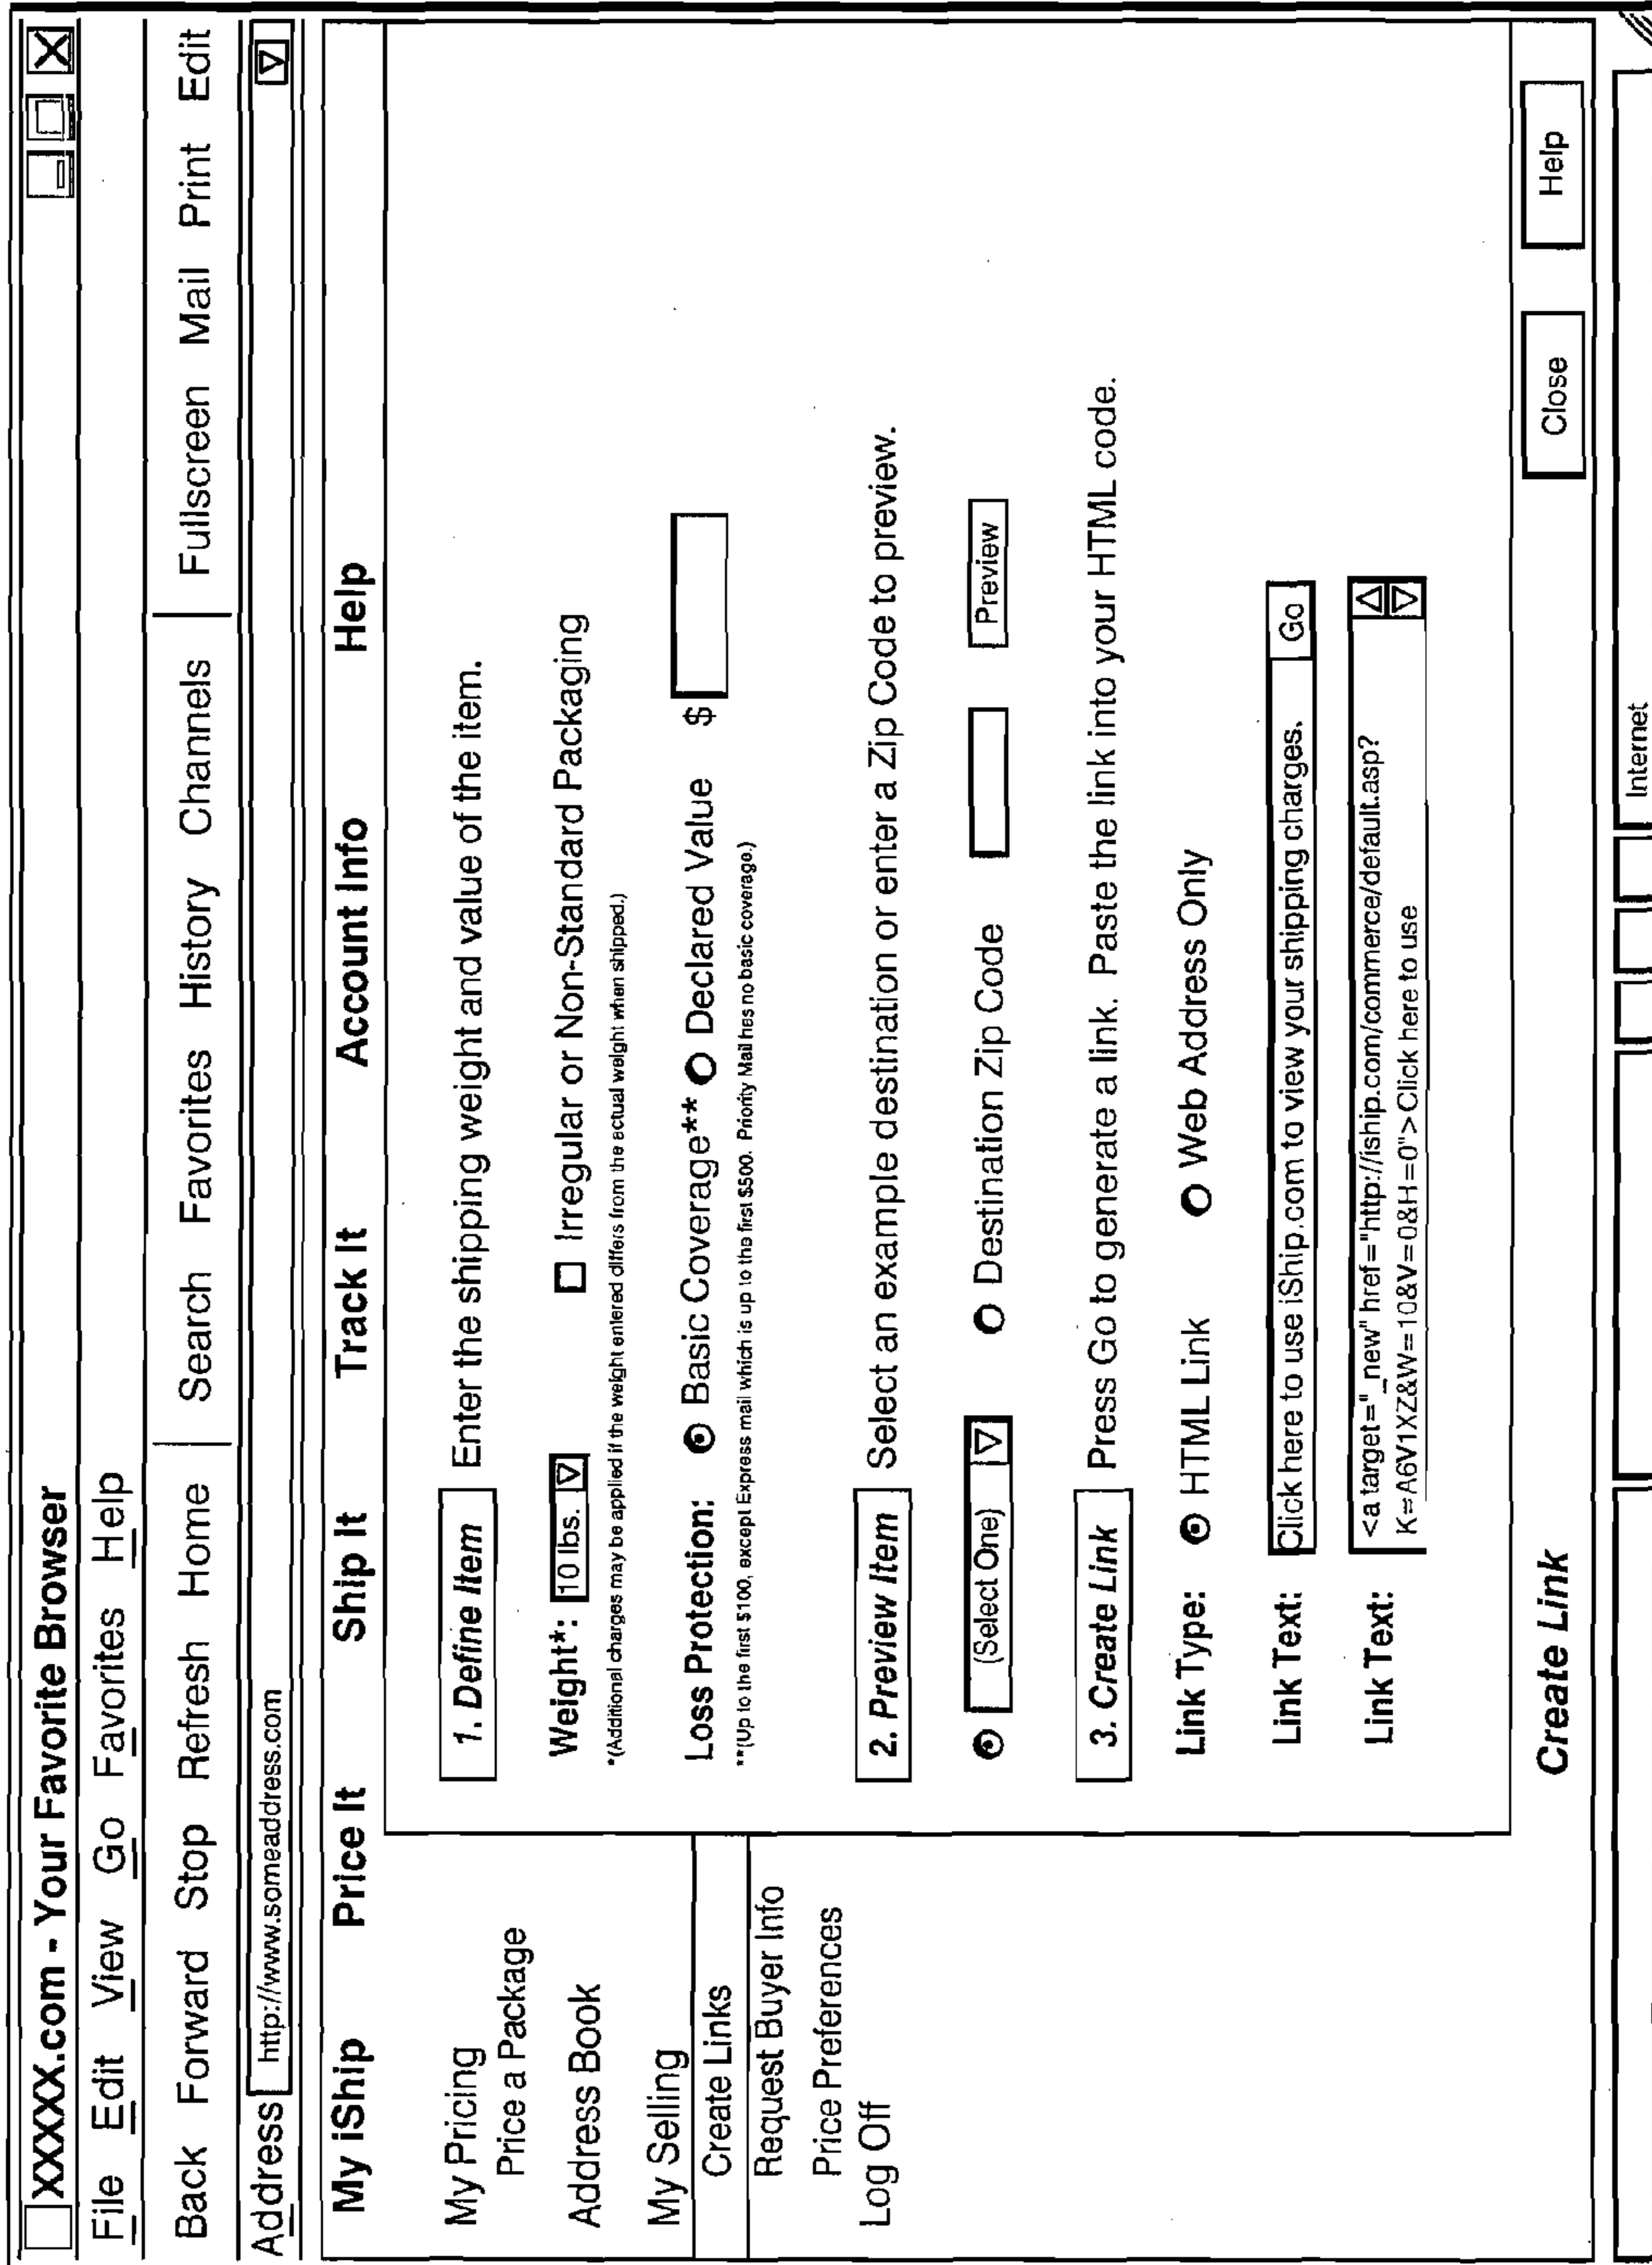 XXXXX.com - Your Favorite Browser
File Edit View Go Favorites Help
Back Forward Stop Refresh Home Search Favorites History Channels Fullscreen Mail Print Edit
Address http://www.someaddress.com
My iShip Price It Ship It Track It Account Info Help
My Pricing
Price a Package
Address Book
My Selling
Create Links
Request Buyer Info
Price Preferences
Log Off
1. Define Item Enter the shipping weight and value of the item.
Weight*: 10 lbs. Irregular or Non-Standard Packaging
*(Additional charges may be applied if the weight entered differs from the actual weight when shipped.)
Loss Protection: Basic Coverage** Declared Value $
**(Up to the first $100, except Express mail which is up to the first $500. Priority Mail hes no basic coverage.)
2. Preview Item Select an example destination or enter a Zip Code to preview.
(Select One) Destination Zip Code Preview
3. Create Link Press Go to generate a link. Paste the link into your HTML code.
Link Type: HTML Link Web Address Only
Link Text: Click here to use iShip.com to view your shipping charges. Go
Link Text: <a target="_new" href="http://iship.com/commerce/default.asp?
K=A6V1XZ&W=10&V=0&H=0">Click here to use
Create Link Close Help
Internet